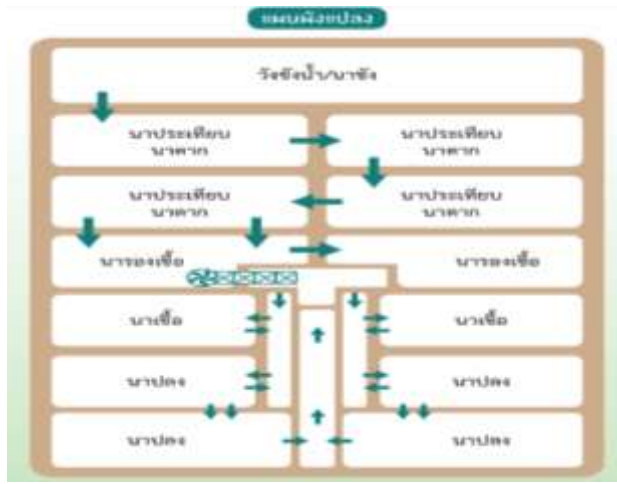 แผนผังแปลง
วังขังน้ำ/นาขัง
นาประเทียบ
นาตาก
นาประเทียบ
นาตาก
นาประเทียบ
นาตาก
นาประเทียบ
นาตาก
นารองเชื้อ
นารองเชื้อ
นาเชื้อ
นาเชื้อ
นาปลง
นาปลง
นาปลง
นาปลง